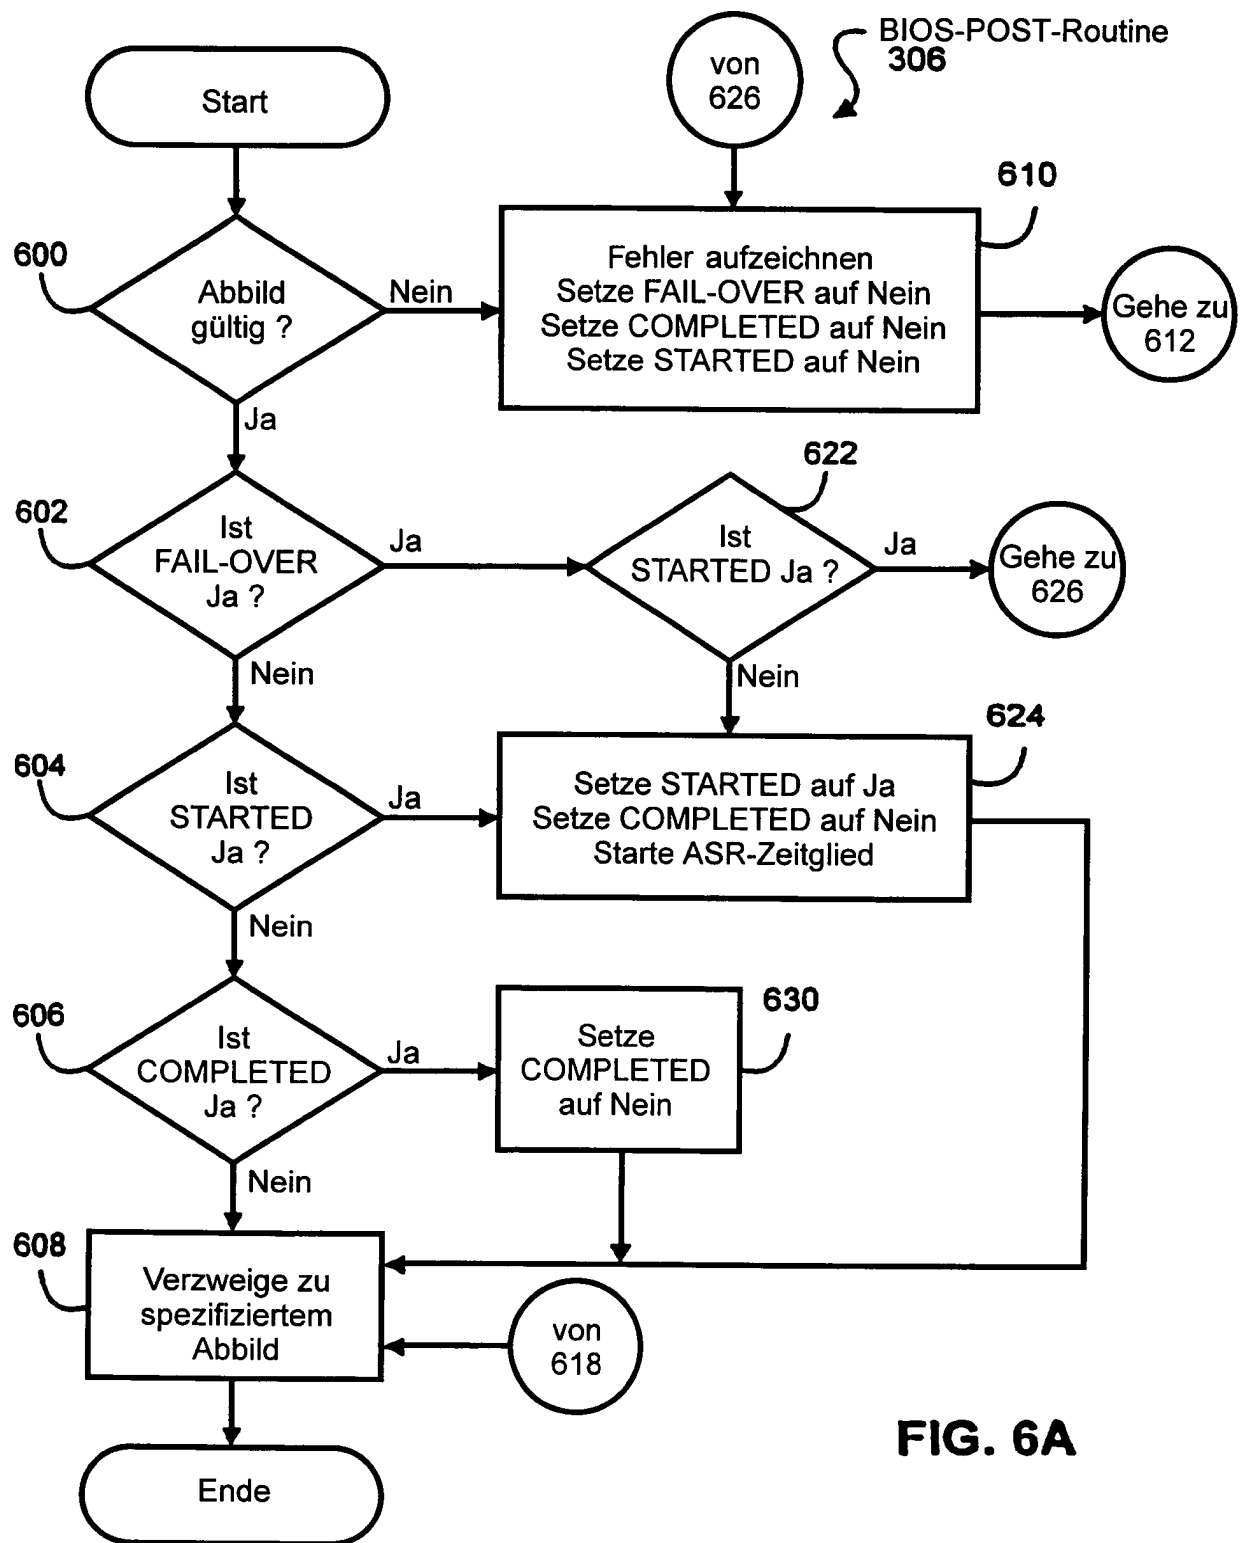 BIOS-POST-Routine
306
Start
von
626
610
600
Abbild
gültig ?
Nein
Fehler aufzeichnen
Setze FAIL-OVER auf Nein
Setze COMPLETED auf Nein
Setze STARTED auf Nein
Gehe zu
612
Ja
622
602
Ist
FAIL-OVER
Ja ?
Ja
Ist
STARTED Ja ?
Ja
Gehe zu
626
Nein
Nein
624
604
Ist
STARTED
Ja ?
Ja
Setze STARTED auf Ja
Setze COMPLETED auf Nein
Starte ASR-Zeitglied
Nein
606
Ist
COMPLETED
Ja ?
Ja
Setze
COMPLETED
auf Nein
630
Nein
608
Verzweige zu
spezifiziertem
Abbild
von
618
Ende
FIG. 6A